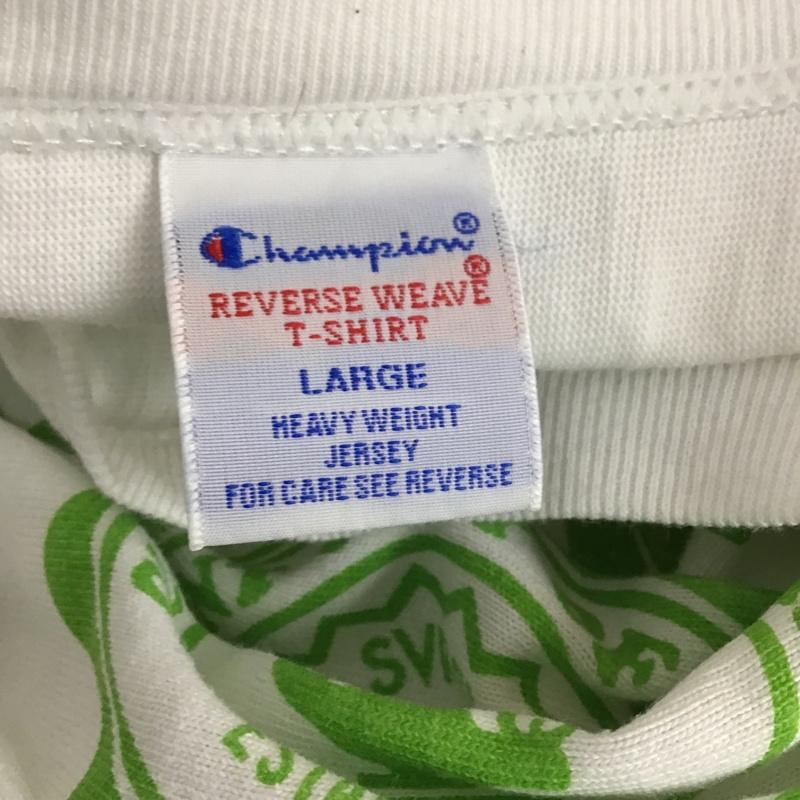 Champion®
REVERSE WEAVE®
T-SHIRT
LARGE
HEAVY WEIGHT
JERSEY
FOR CARE SEE REVERSE